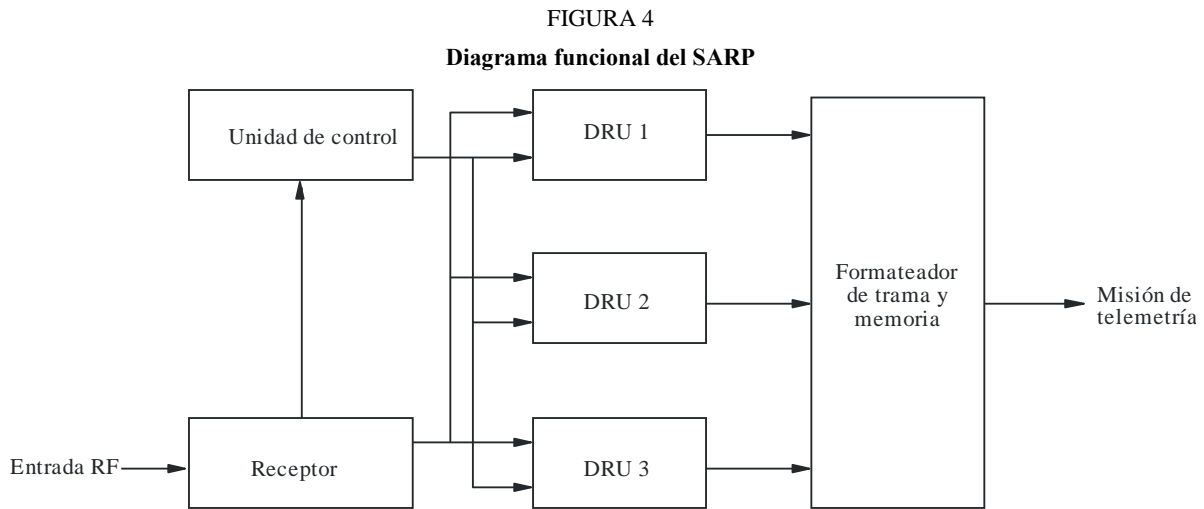 FIGURA 4
Diagrama funcional del SARP
Unidad de control
DRU 1
DRU 2
Formateador
de trama y
memoria
Misión de
telemetría
Entrada RF
Receptor
DRU 3